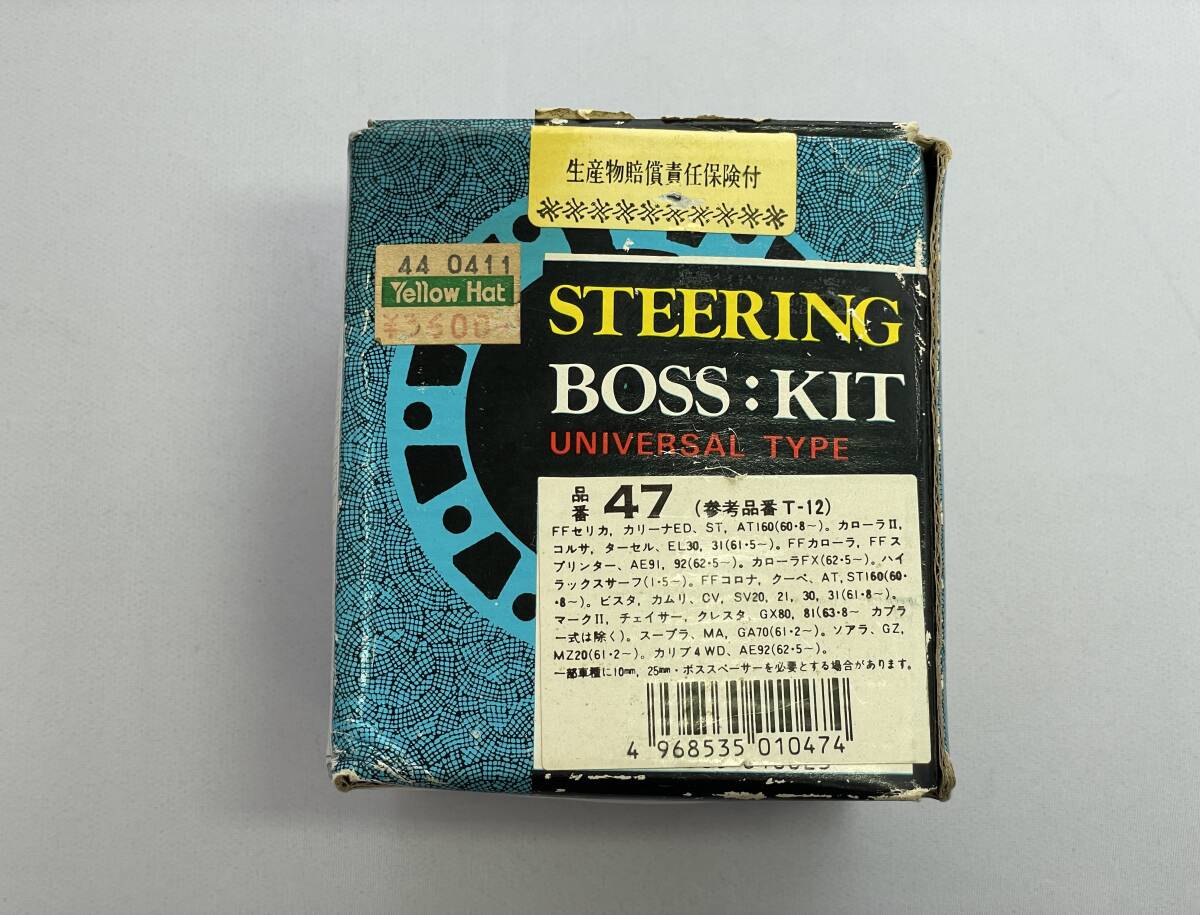 生産物賠償責任保険付
44 0411
Yellow Hat
¥3600-
STEERING
BOSS:KIT
UNIVERSAL TYPE
品番 47 (参考品番T-12)
FFセリカ, カリーナED、ST, AT160(60・8～)。カローラII,
コルサ, ターセル、EL30, 31(61・5～)。FFカローラ, FFス
プリンター、AE91, 92(62・5～)。カローラFX(62・5～)。ハイ
ラックスサーフ(1・5～)。FFコロナ, クーペ、AT,ST160(60・
・8～)。ビスタ, カムリ、CV, SV20, 21, 30, 31(61・8～)。
マークII, チェイサー, クレスタ、GX80, 81(63・8～ カブラ
一式は除く)。スープラ、MA, GA70(61・2～)。ソアラ、GZ,
MZ20(61・2～)。カリブ4WD、AE92(62・5～)。
一部車種に10mm, 25mm・ボススペーサーを必要とする場合があります。
4 968535 010474